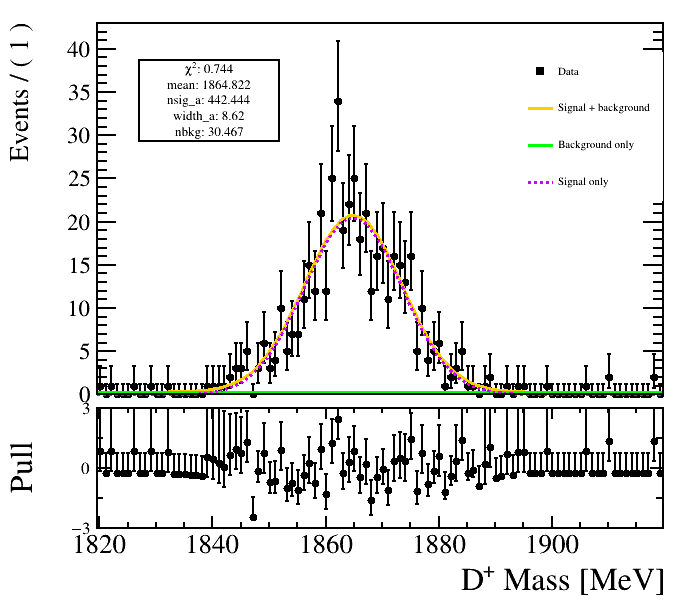 Events / ( 1 )
40
35
30
25
20
15
10
5
0
χ²: 0.744
mean: 1864.822
nsig_a: 442.444
width_a: 8.62
nbkg: 30.467
Data
Signal + background
Background only
Signal only
Pull
3
0
−3
1820 1840 1860 1880 1900
D⁺ Mass [MeV]